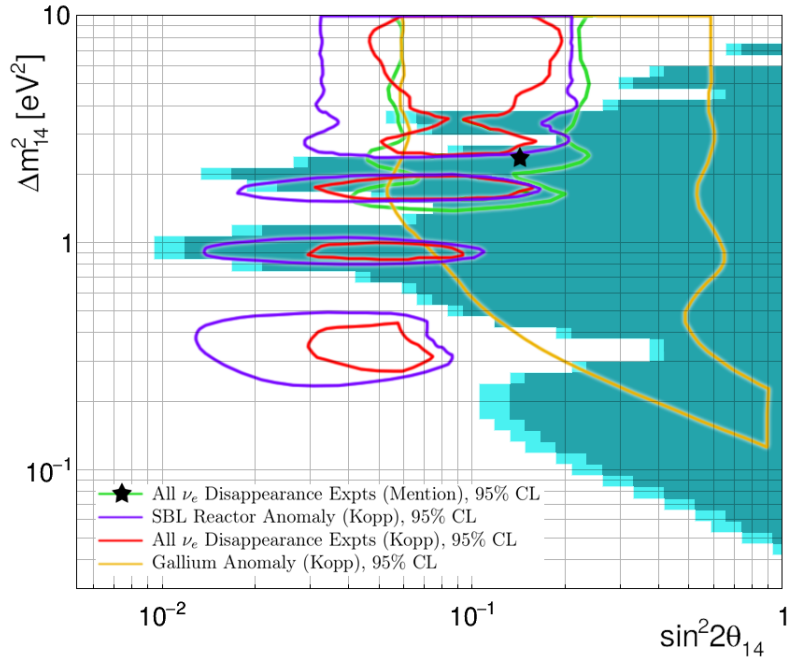 10
Δm²₁₄ [eV²]
1
10⁻¹
All νₑ Disappearance Expts (Mention), 95% CL
SBL Reactor Anomaly (Kopp), 95% CL
All νₑ Disappearance Expts (Kopp), 95% CL
Gallium Anomaly (Kopp), 95% CL
10⁻² 10⁻¹ 1
sin²2θ₁₄